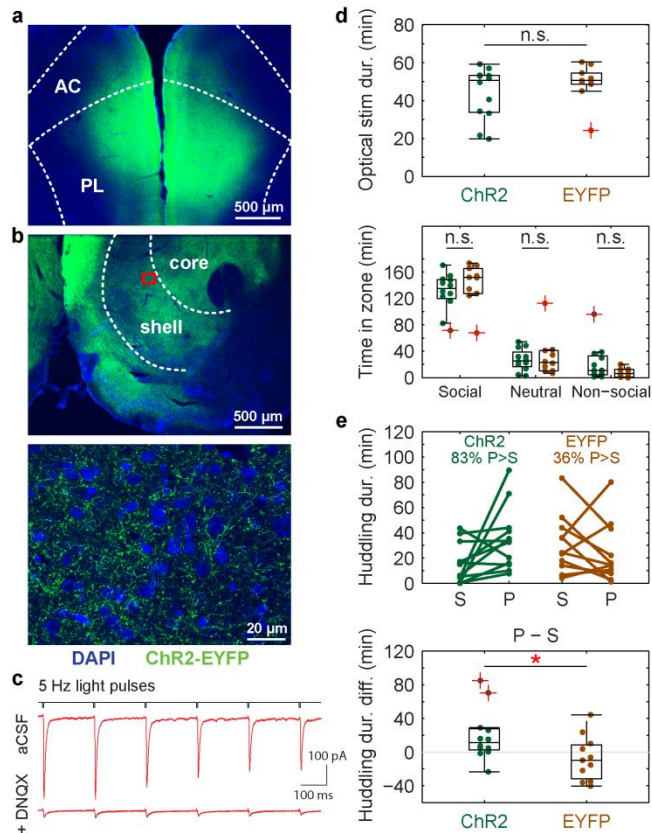 a
AC
PL
500 µm
b
core
shell
500 µm
20 µm
DAPI ChR2-EYFP
c
5 Hz light pulses
aCSF
+ DNQX
100 pA
100 ms
d
Optical stim dur. (min)
80
60
40
20
0
n.s.
ChR2 EYFP
Time in zone (min)
160
120
80
40
0
n.s. n.s. n.s.
Social Neutral Non-social
e
Huddling dur. (min)
120
100
80
60
40
20
0
ChR2 EYFP
83% P>S 36% P>S
S P S P
P – S
Huddling dur. diff. (min)
120
80
40
0
−40
*
ChR2 EYFP